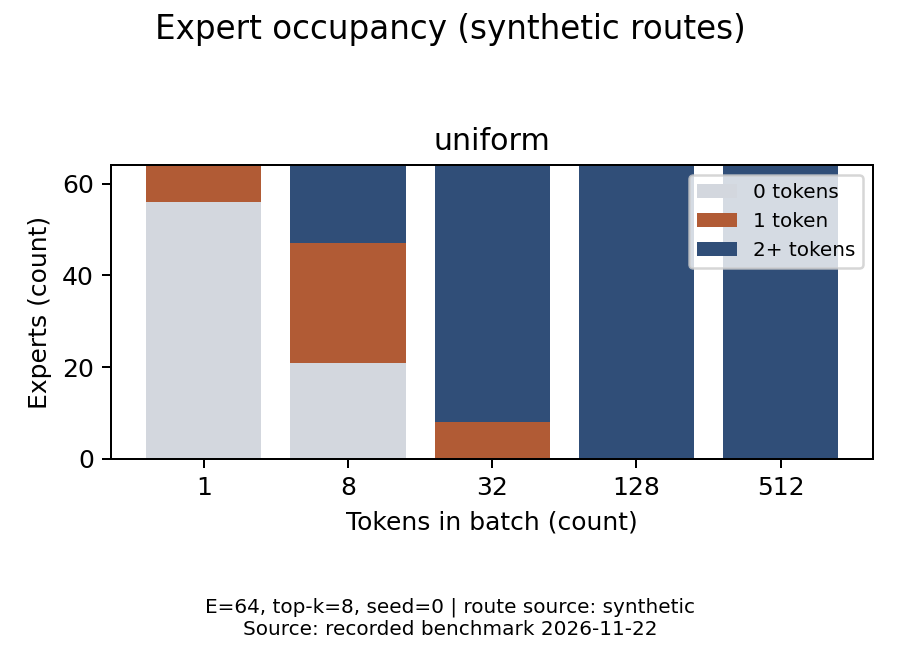 Expert occupancy (synthetic routes)
uniform
Experts (count)
60
40
20
0
0 tokens
1 token
2+ tokens
1 8 32 128 512
Tokens in batch (count)
E=64, top-k=8, seed=0 | route source: synthetic
Source: recorded benchmark 2026-11-22